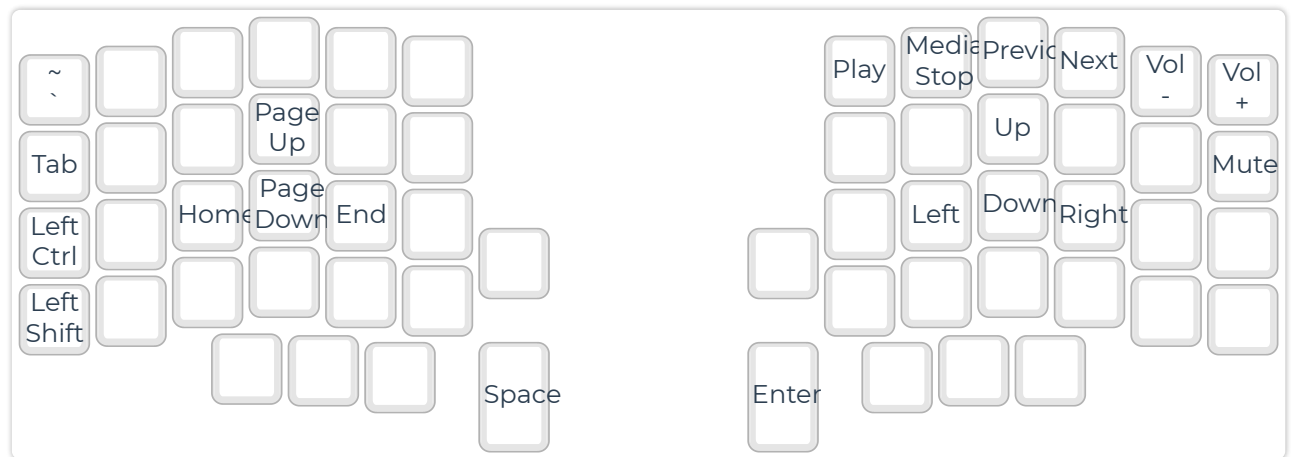 ~
`
Play
Media
Stop
Previc
Next
Vol
-
Vol
+
Tab
Page
Up
Up
Mute
Left
Ctrl
Home
Page
Down
End
Left
Down
Right
Left
Shift
Space
Enter